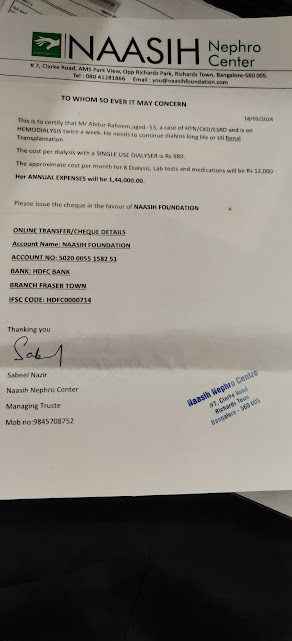 NAASIH Nephro Center
# 7, Clarke Road, AMS Park View, Opp Richards Park, Richards Town, Bangalore-560 005.
Tel : 080 41281866 Email : you@naasihfoundation.com
TO WHOM SO EVER IT MAY CONCERN
18/09/2024
This is to certify that Mr Abdur Raheem,aged -53, a case of HTN/CKD/ESRD and is on
HEMODIALYSIS twice a week. He needs to continue dialysis long life or till Renal
Transplantation
The cost per dialysis with a SINGLE USE DIALYSER is Rs 980.
The approximate cost per month for 8 Dialysis, Lab tests and medications will be Rs 12,000
Her ANNUAL EXPENSES will be 1,44,000.00.
Please issue the cheque in the favour of NAASIH FOUNDATION
ONLINE TRANSFER/CHEQUE DETAILS
Account Name: NAASIH FOUNDATION
ACCOUNT NO: 5020 0055 1582 51
BANK: HDFC BANK
BRANCH FRASER TOWN
IFSC CODE: HDFC0000714
Thanking you
Sabeel Nazir
Naasih Nephro Center
Managing Truste
Mob no:9845708752
Naasih Nephro Centre
#7, Clarke Road
Richards Town
Bangalore - 560 005